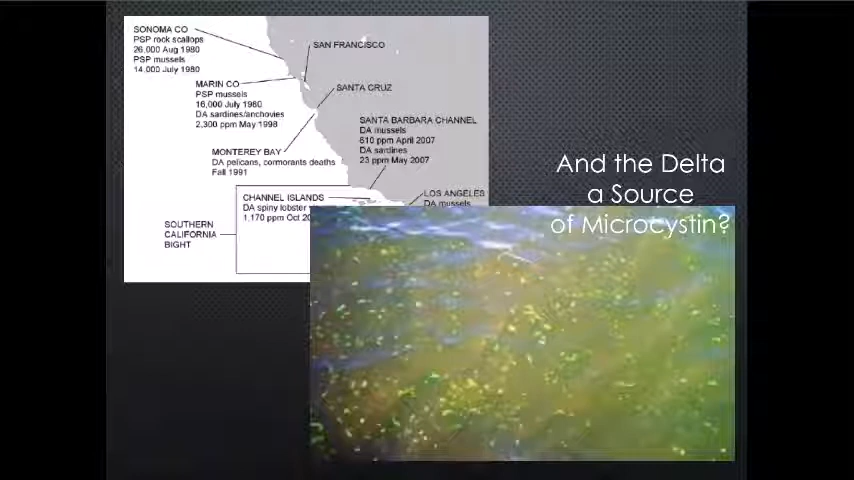 SONOMA CO
PSP rock scallops
26,000 Aug 1980
PSP mussels
14,000 July 1980
SAN FRANCISCO
MARIN CO
PSP mussels
16,000 July 1980
DA sardines/anchovies
2,300 ppm May 1998
SANTA CRUZ
SANTA BARBARA CHANNEL
DA mussels
610 ppm April 2007
DA sardines
23 ppm May 2007
MONTEREY BAY
DA pelicans, cormorants deaths
Fall 1991
CHANNEL ISLANDS
DA spiny lobster
1,170 ppm Oct 20
LOS ANGELES
DA mussels
SOUTHERN
CALIFORNIA
BIGHT
And the Delta
a Source
of Microcystin?